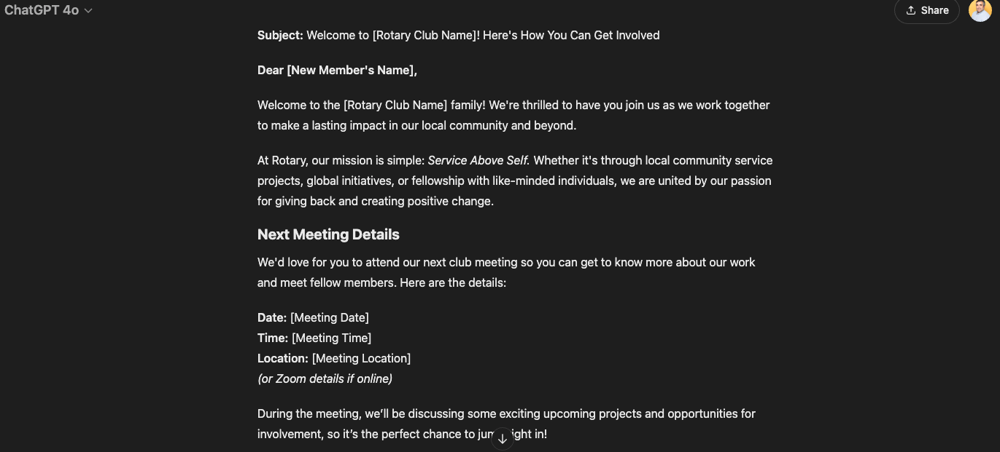 ChatGPT 4o
Share
Subject: Welcome to [Rotary Club Name]! Here's How You Can Get Involved
Dear [New Member's Name],
Welcome to the [Rotary Club Name] family! We're thrilled to have you join us as we work together
to make a lasting impact in our local community and beyond.
At Rotary, our mission is simple: Service Above Self. Whether it's through local community service
projects, global initiatives, or fellowship with like-minded individuals, we are united by our passion
for giving back and creating positive change.
Next Meeting Details
We'd love for you to attend our next club meeting so you can get to know more about our work
and meet fellow members. Here are the details:
Date: [Meeting Date]
Time: [Meeting Time]
Location: [Meeting Location]
(or Zoom details if online)
During the meeting, we’ll be discussing some exciting upcoming projects and opportunities for
involvement, so it’s the perfect chance to in!